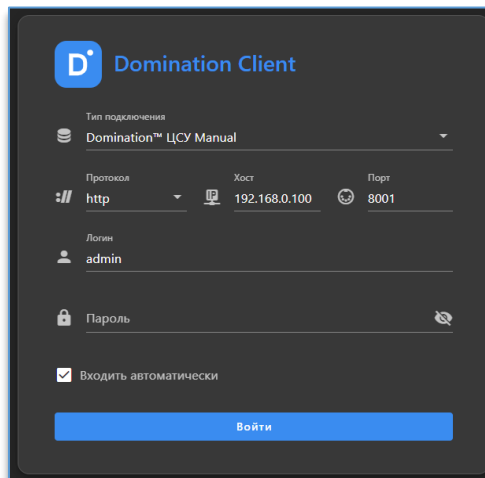 D Domination Client
Тип подключения
Domination™ ЦСУ Manual
Протокол Хост Порт
:// http IP 192.168.0.100 8001
Логин
admin
Пароль
Входить автоматически
Войти